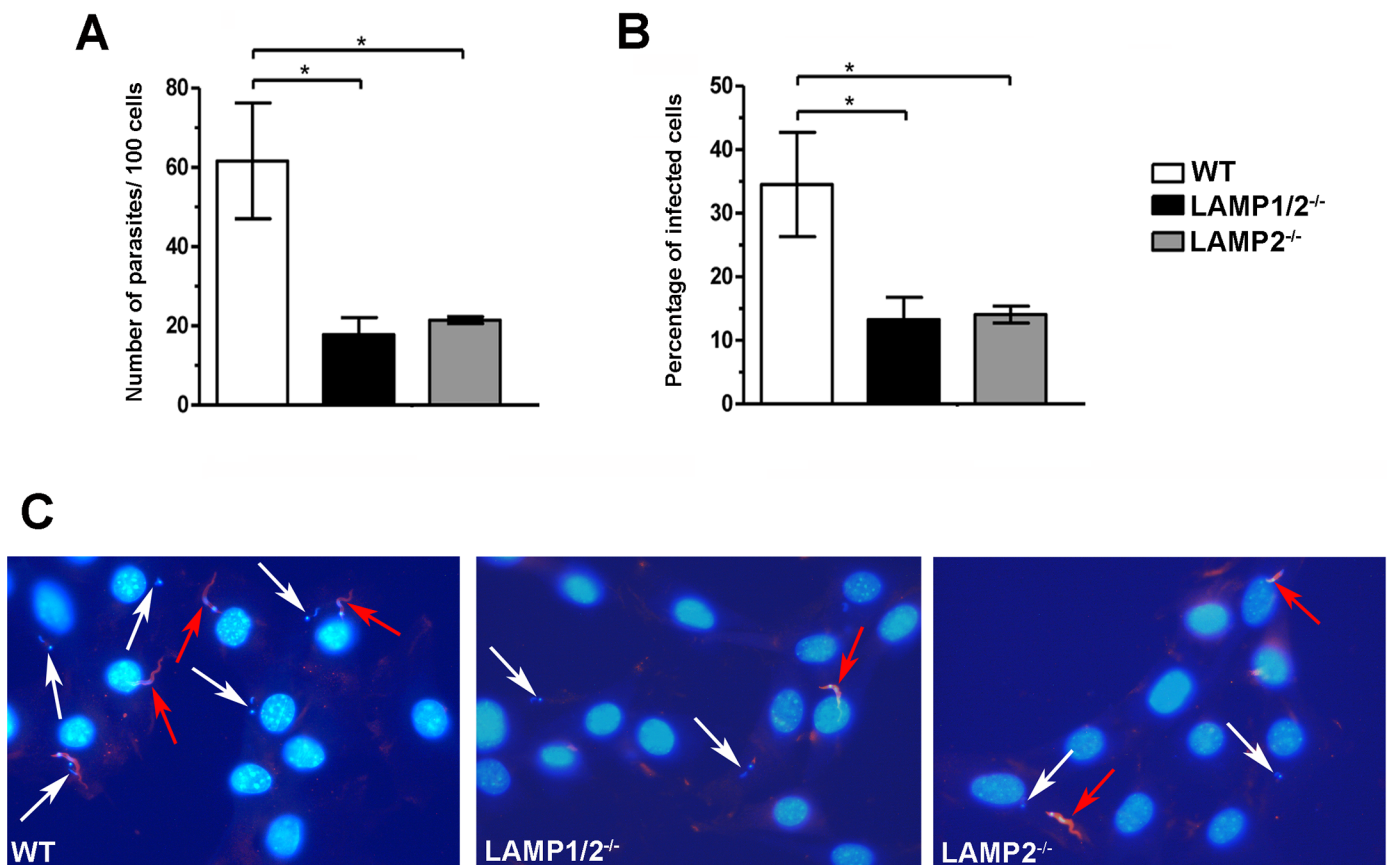 A
*
*
Number of parasites/ 100 cells
80
60
40
20
0
B
*
*
Percentage of infected cells
50
40
30
20
10
0
WT
LAMP1/2-/-
LAMP2-/-
C
WT
LAMP1/2-/-
LAMP2-/-